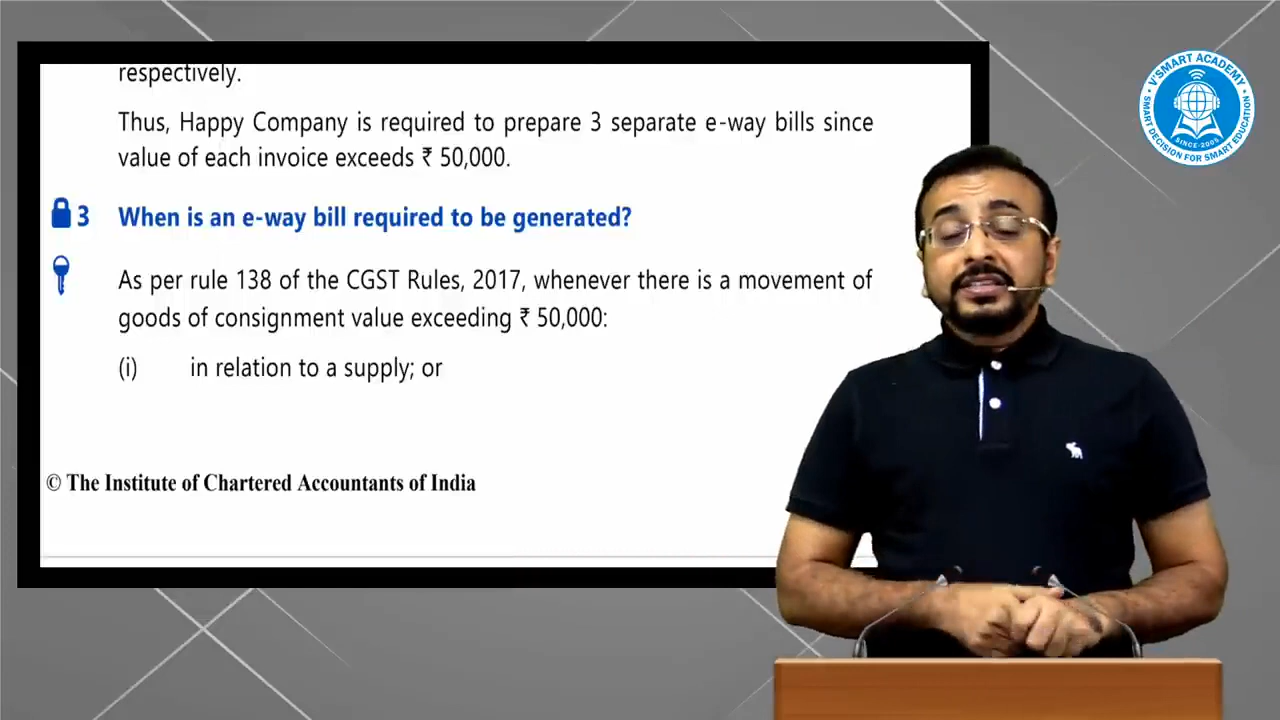 respectively.
Thus, Happy Company is required to prepare 3 separate e-way bills since
value of each invoice exceeds ₹ 50,000.
3 When is an e-way bill required to be generated?
As per rule 138 of the CGST Rules, 2017, whenever there is a movement of
goods of consignment value exceeding ₹ 50,000:
(i) in relation to a supply; or
© The Institute of Chartered Accountants of India
V'SMART ACADEMY
SMART DECISION FOR SMART EDUCATION
SINCE-2005